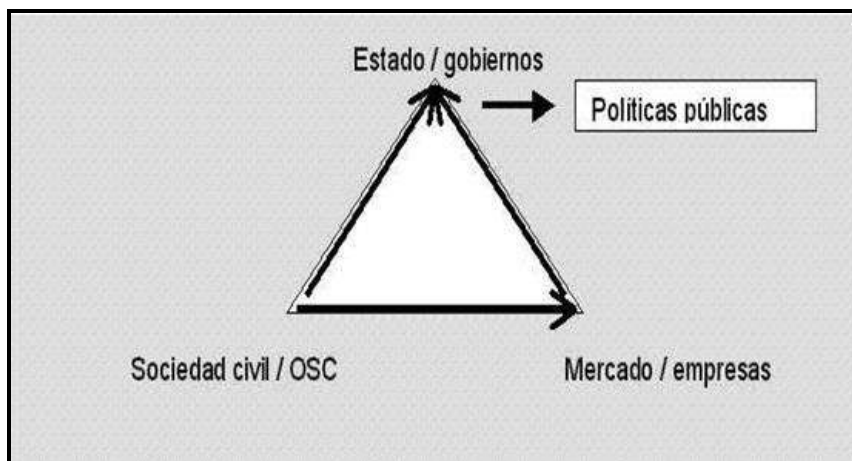 Estado / gobiernos
Políticas públicas
Sociedad civil / OSC
Mercado / empresas